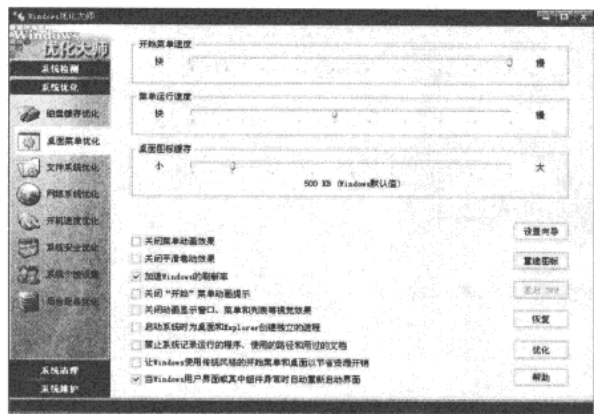 Windows优化大师
Windows
优化大师
系统检测
系统优化
磁盘缓存优化
桌面菜单优化
文件系统优化
网络系统优化
开机速度优化
系统安全优化
系统个性设置
后台服务优化
系统清理
系统维护
开始菜单速度
快 慢
菜单运行速度
快 慢
桌面图标缓存
小 大
500 KB (Windows默认值)
关闭菜单动画效果
关闭平滑卷动效果
加速Windows的刷新率
关闭“开始”菜单动画提示
关闭动画显示窗口、菜单和列表等视觉效果
启动系统时为桌面和Explorer创建独立的进程
禁止系统记录运行的程序、使用的路径和用过的文档
让Windows使用传统风格的开始菜单和桌面以节省资源开销
当Windows用户界面或其中组件异常时自动重新启动界面
设置向导
重建图标
恢复
优化
帮助